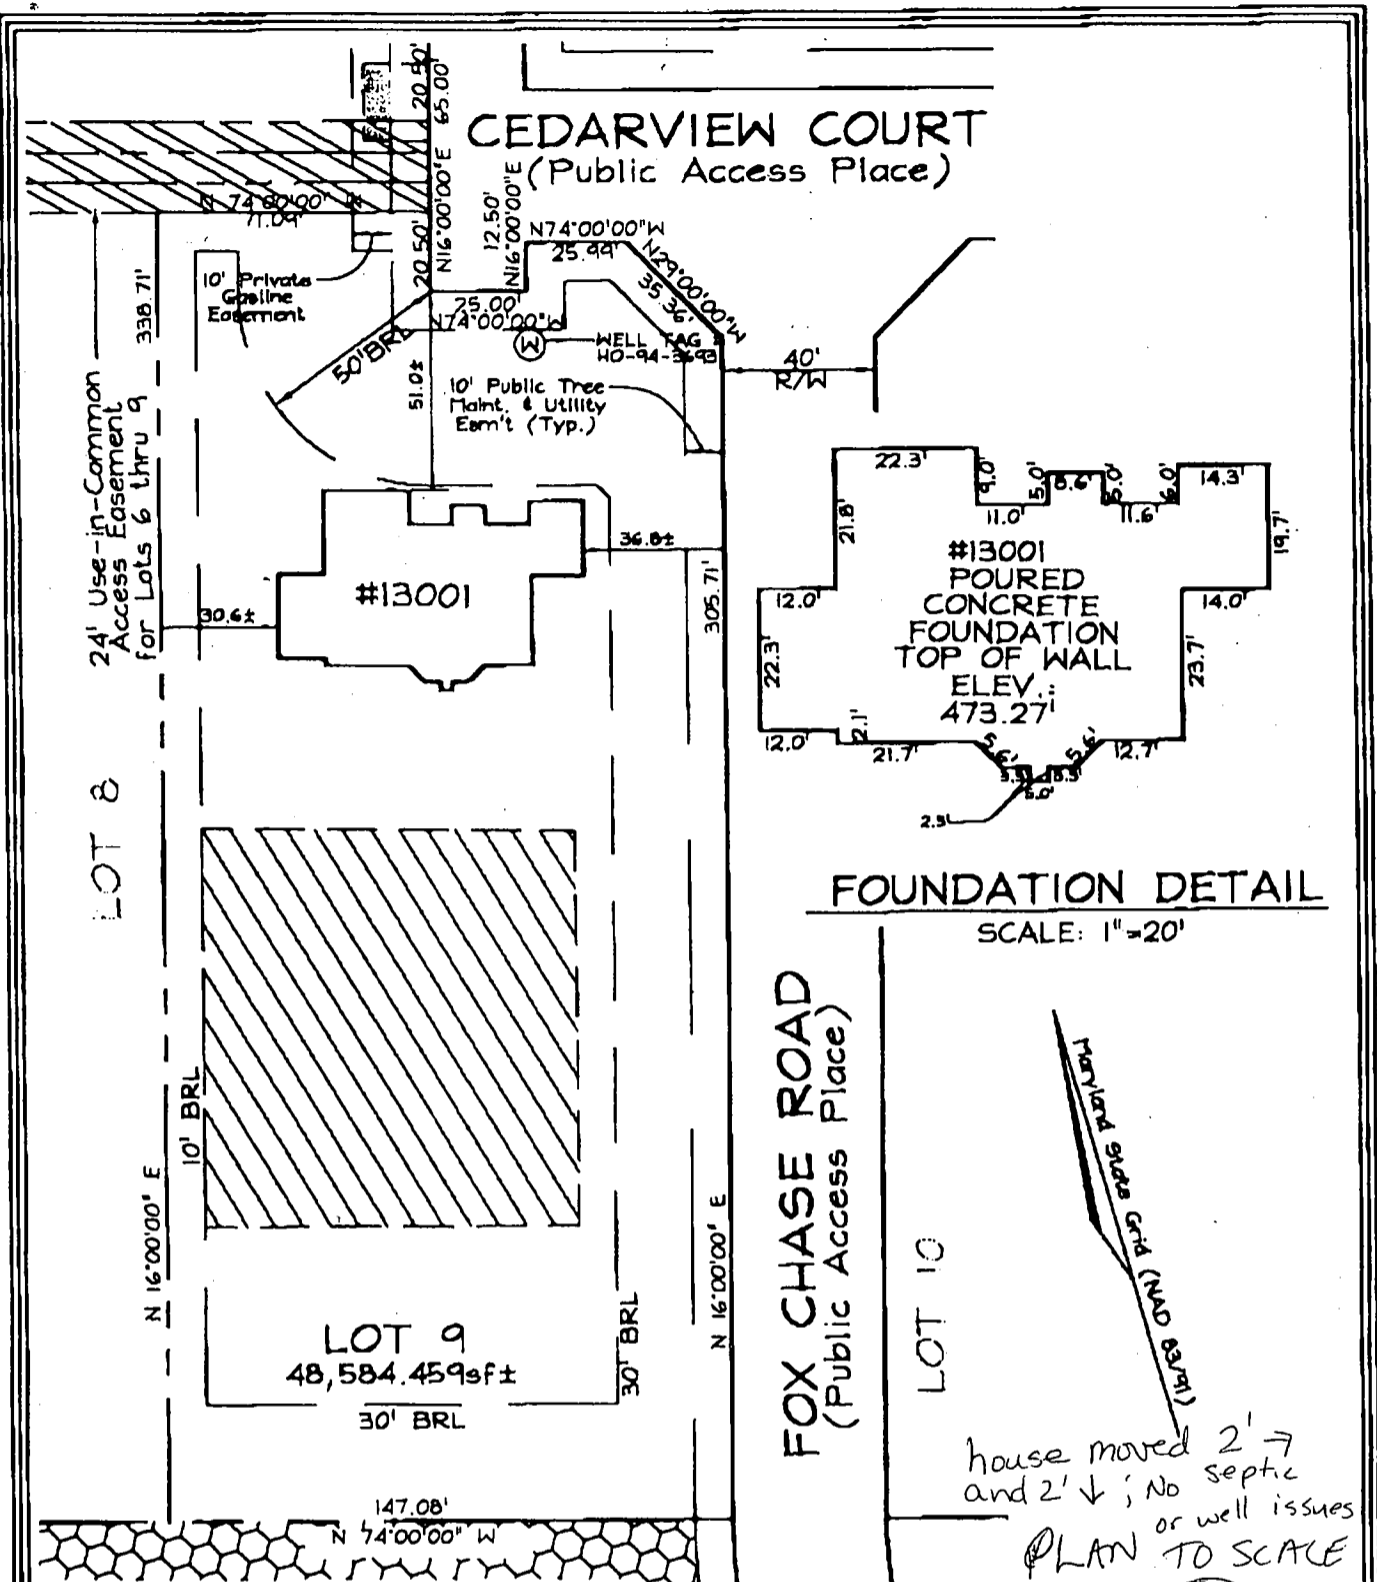 CEDARVIEW COURT
(Public Access Place)
20.50'
65.00'
N16°00'00"E
20.50'
12.50'
N16°00'00"E
N 74°00'00" W
71.09'
N74°00'00"W
25.99'
N29°00'00"W
35.36'
25.00'
N74°00'00"W
10' Private
Gasline
Easement
50'BRL
51.0±
W
WELL TAG
HO-94-3693
10' Public Tree
Maint. & Utility
Esm't (Typ.)
40'
R/W
338.71'
24' Use-in-Common
Access Easement
for Lots 6 thru 9
#13001
30.6±
36.8±
305.71'
22.3'
9.0'
11.0'
5.0'
8.6'
5.0'
11.6'
6.0'
14.3'
19.7'
21.8'
12.0'
14.0'
22.3'
23.7'
#13001
POURED
CONCRETE
FOUNDATION
TOP OF WALL
ELEV.:
473.27'
12.0'
2.1'
21.7'
5.6'
5.6'
12.7'
5.0'
2.3'
FOUNDATION DETAIL
SCALE: 1"=20'
LOT 8
10' BRL
N 16°00'00" E
LOT 9
48,584.459sf±
30' BRL
30' BRL
N 16°00'00" E
FOX CHASE ROAD
(Public Access Place)
LOT 10
Maryland State Grid (NAD 83/91)
147.08'
N 74°00'00" W
house moved 2' →
and 2' ↓ ; No septic
or well issues
PLAN TO SCALE